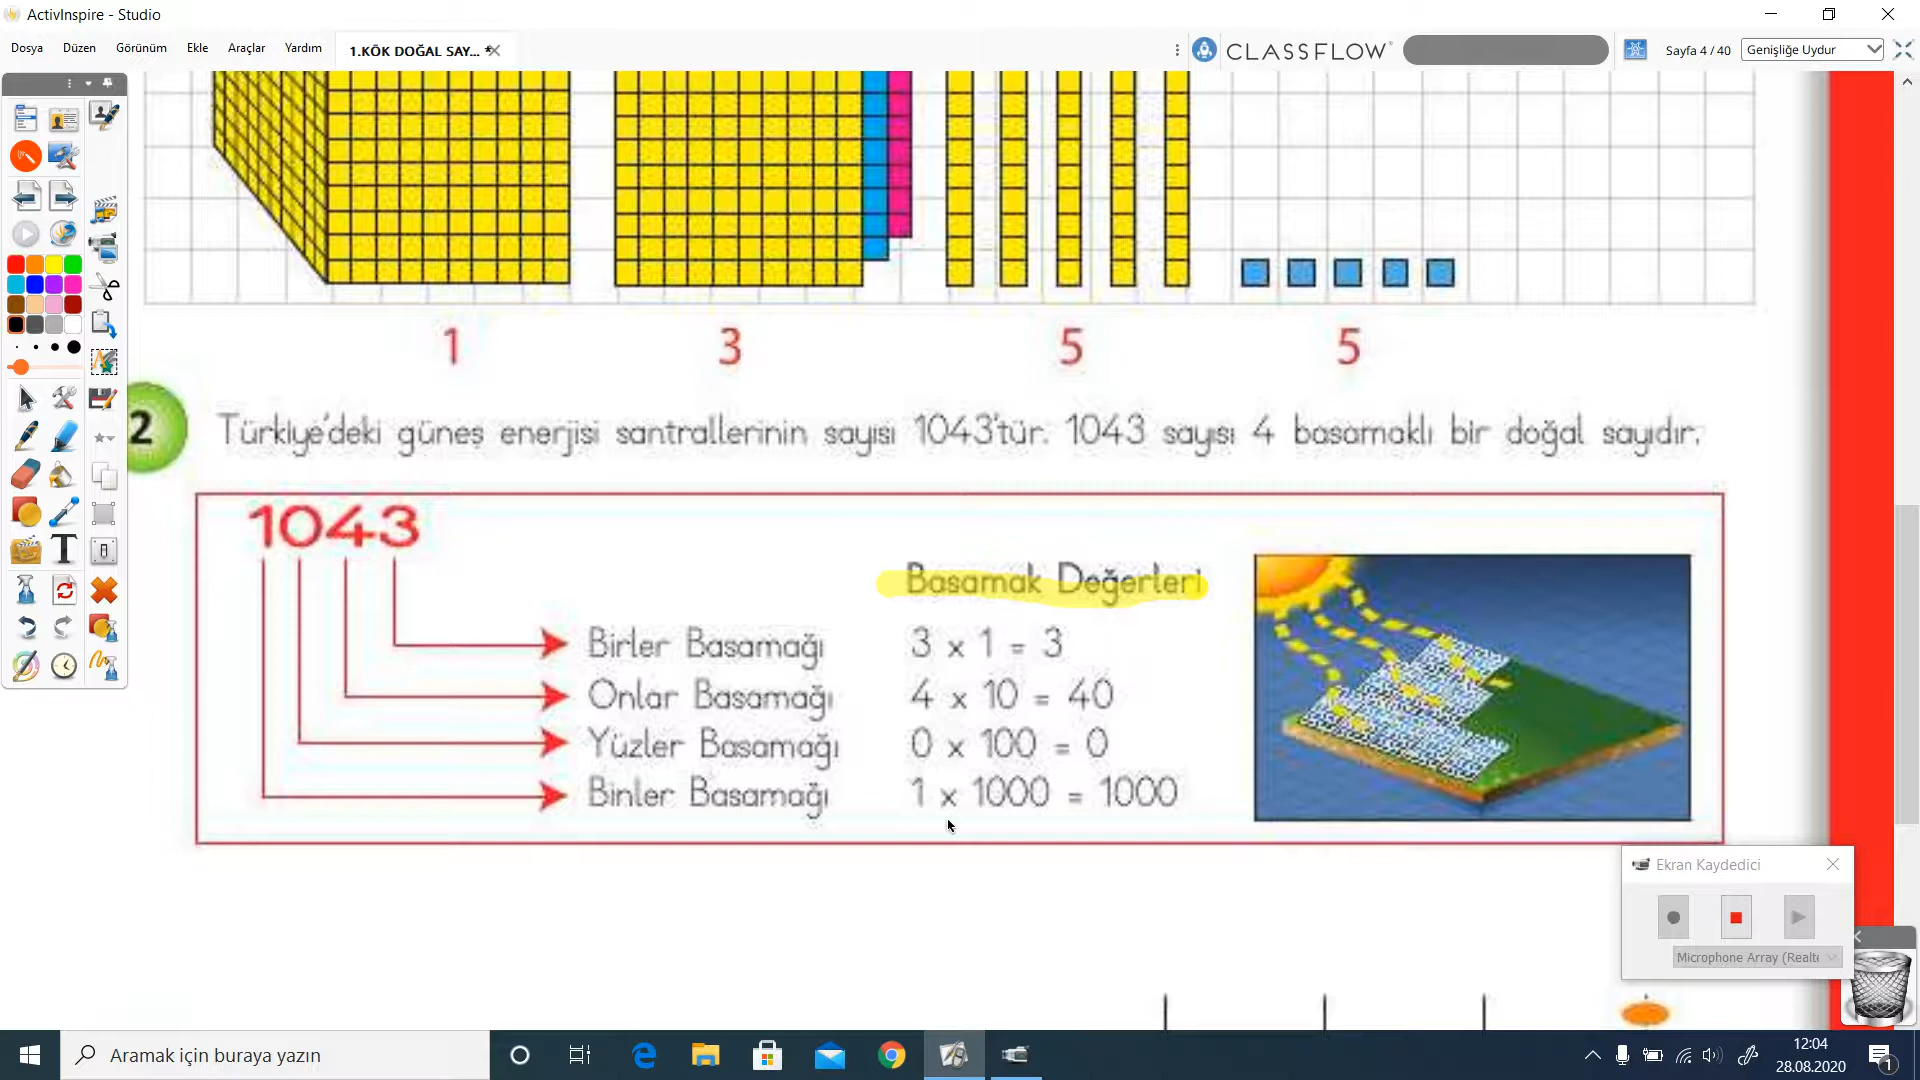 ActivInspire - Studio
Dosya Düzen Görünüm Ekle Araçlar Yardım
1.KÖK DOĞAL SAY... *
CLASSFLOW
Sayfa 4 / 40
Genişliğe Uydur
1 3 5 5
2 Türkiye'deki güneş enerjisi santrallerinin sayısı 1043'tür. 1043 sayısı 4 basamaklı bir doğal sayıdır.
1043
Basamak Değerleri
Birler Basamağı 3 x 1 = 3
Onlar Basamağı 4 x 10 = 40
Yüzler Basamağı 0 x 100 = 0
Binler Basamağı 1 x 1000 = 1000
Ekran Kaydedici
Microphone Array (Realte
Aramak için buraya yazın
12:04
28.08.2020
1